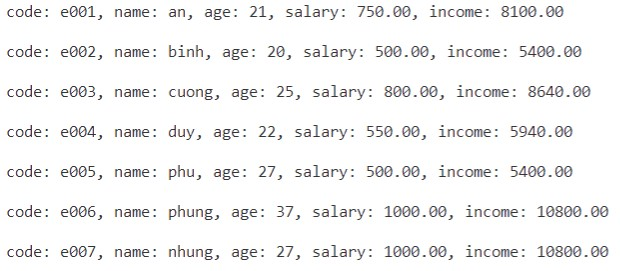 code: e001, name: an, age: 21, salary: 750.00, income: 8100.00
code: e002, name: binh, age: 20, salary: 500.00, income: 5400.00
code: e003, name: cuong, age: 25, salary: 800.00, income: 8640.00
code: e004, name: duy, age: 22, salary: 550.00, income: 5940.00
code: e005, name: phu, age: 27, salary: 500.00, income: 5400.00
code: e006, name: phung, age: 37, salary: 1000.00, income: 10800.00
code: e007, name: nhung, age: 27, salary: 1000.00, income: 10800.00